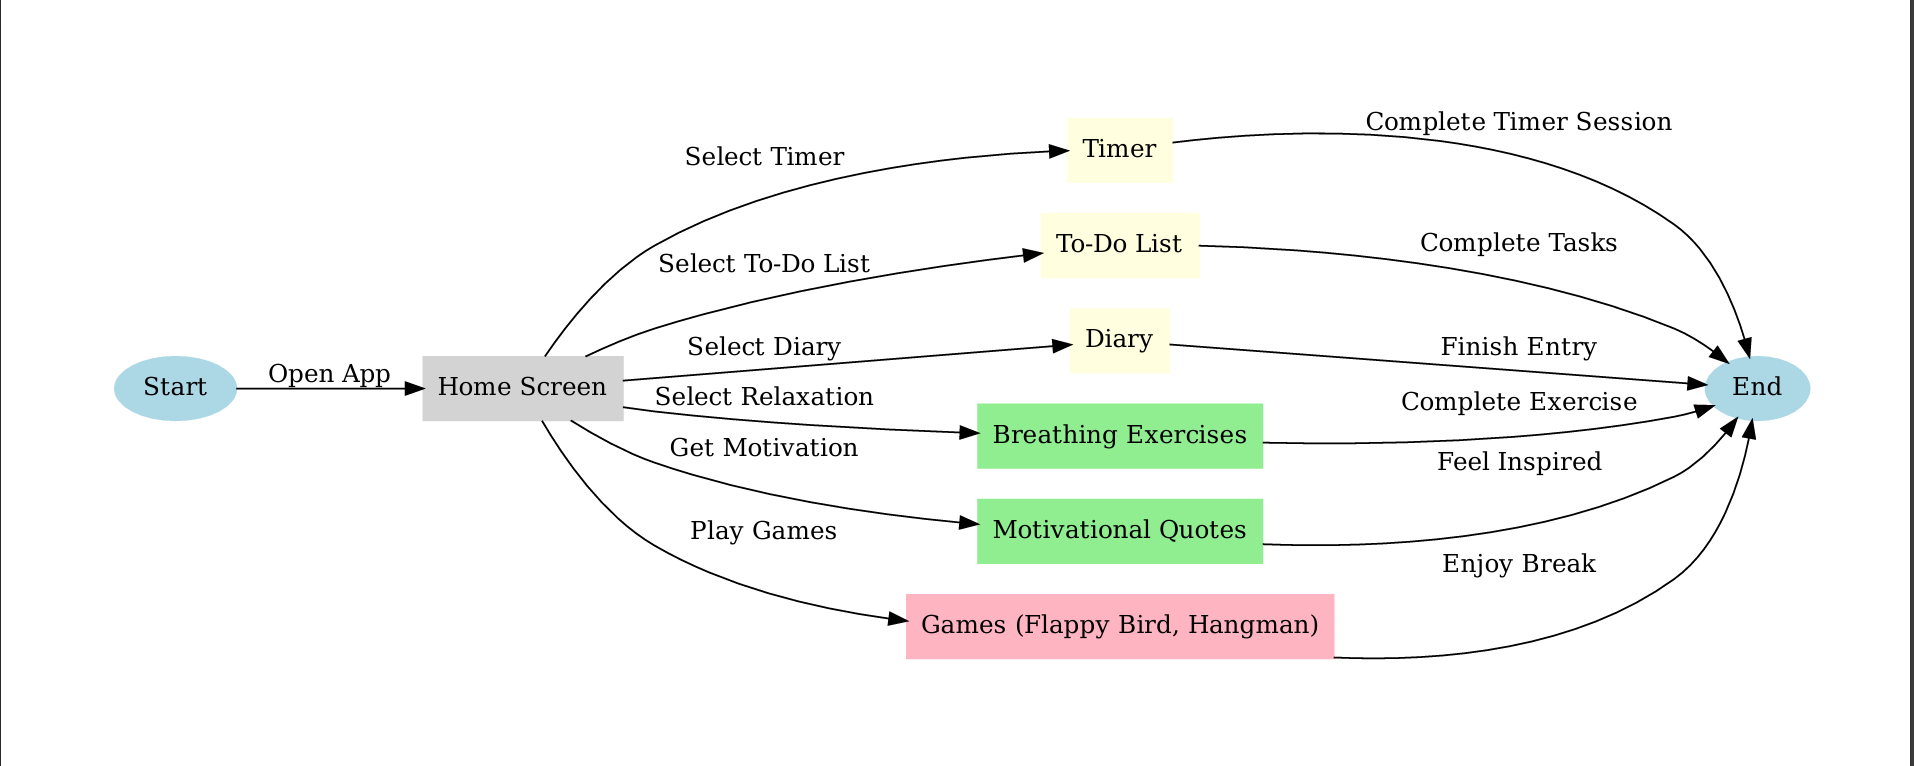 Start
Open App
Home Screen
Select Timer
Select To-Do List
Select Diary
Select Relaxation
Get Motivation
Play Games
Timer
To-Do List
Diary
Breathing Exercises
Motivational Quotes
Games (Flappy Bird, Hangman)
Complete Timer Session
Complete Tasks
Finish Entry
Complete Exercise
Feel Inspired
Enjoy Break
End